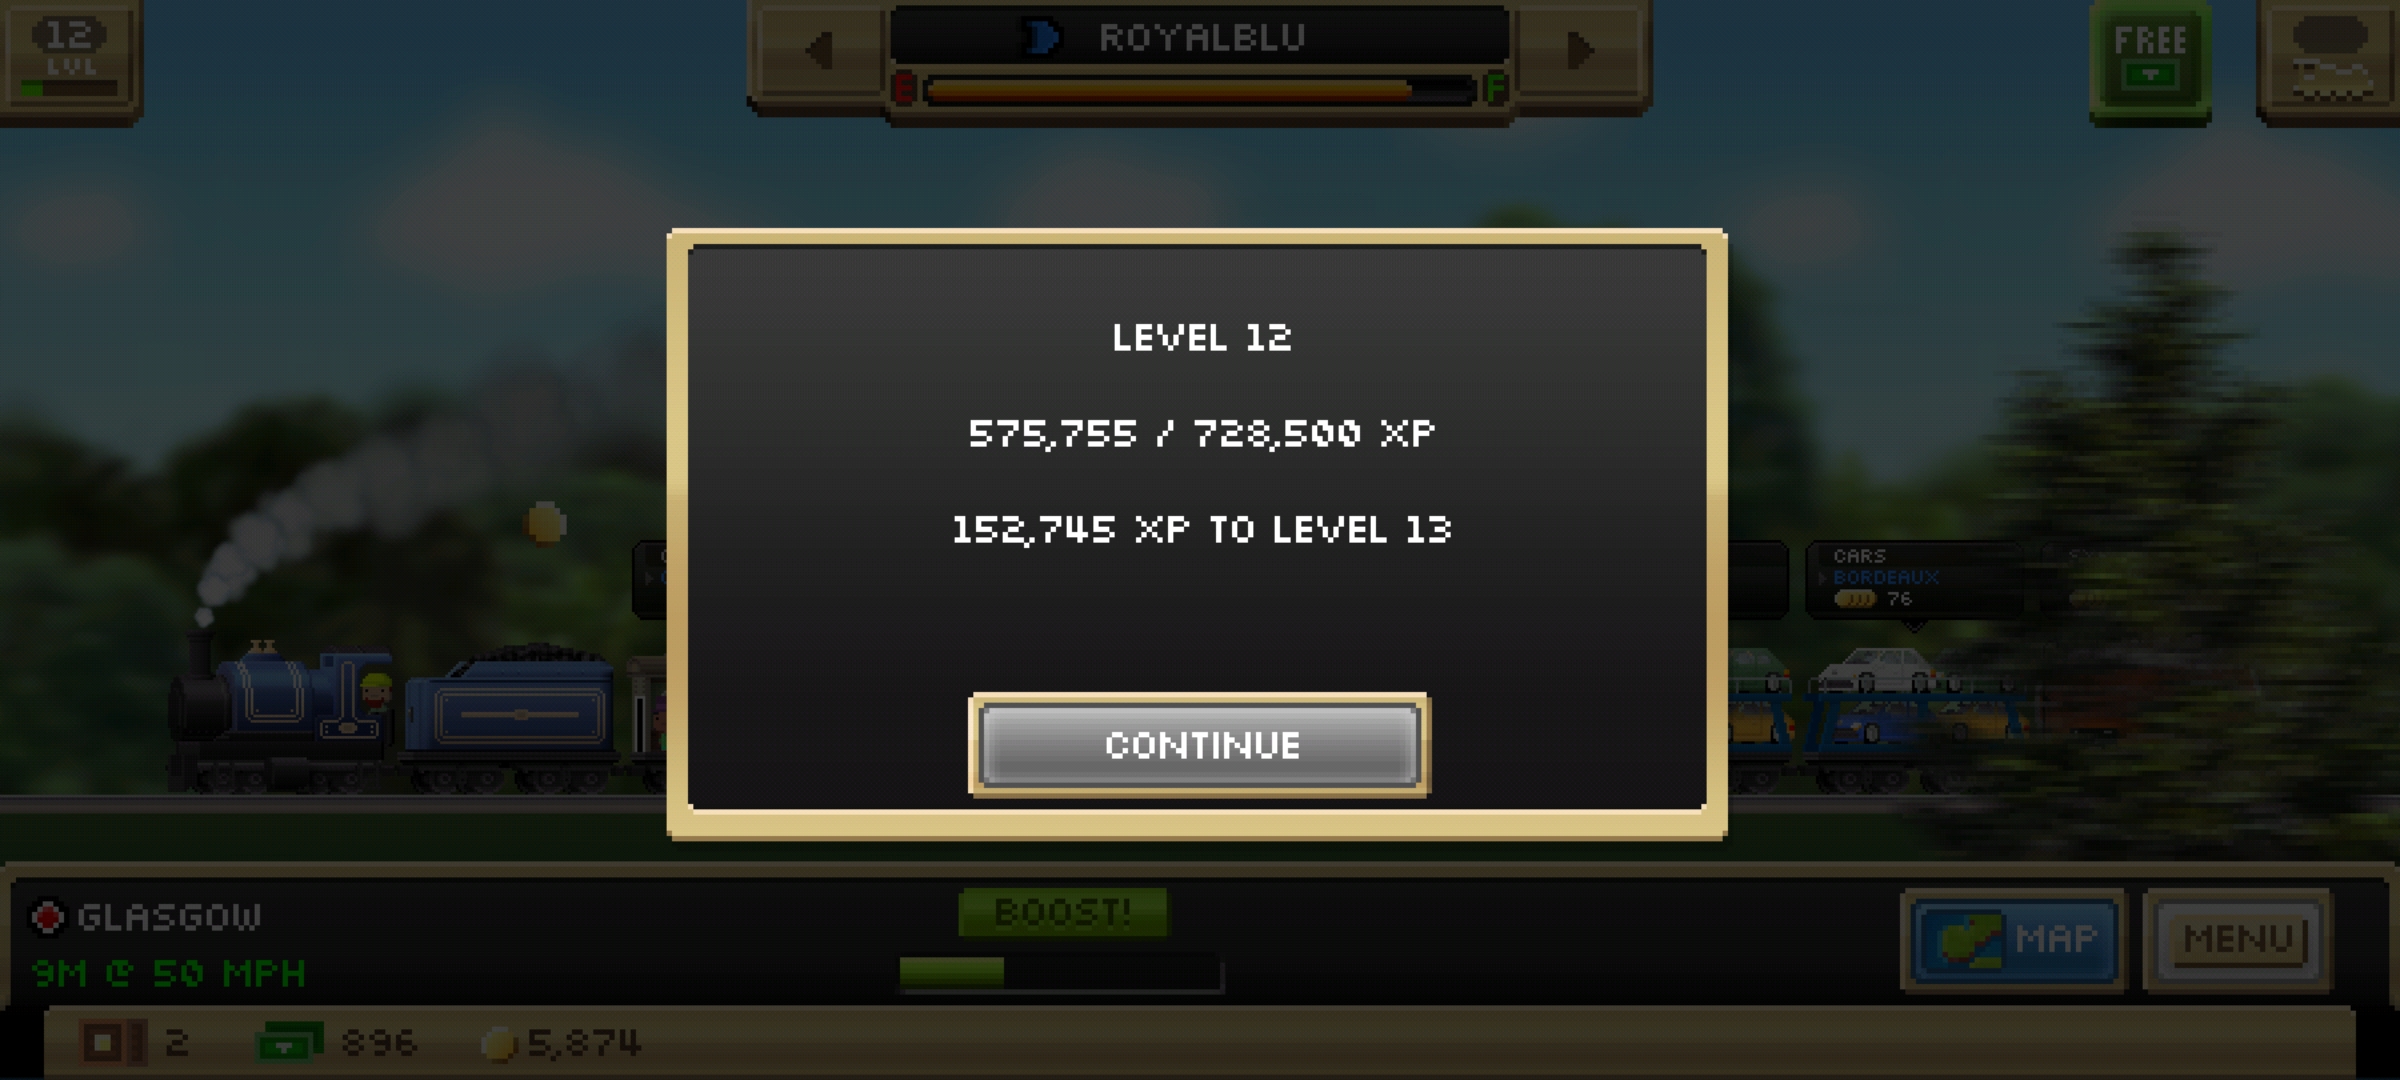 12
LVL
ROYALBLU
E F
FREE
LEVEL 12
575,755 / 728,500 XP
152,745 XP TO LEVEL 13
CONTINUE
CARS
BORDEAUX
76
GLASGOW
9M @ 50 MPH
BOOST!
MAP
MENU
2 896 5,874